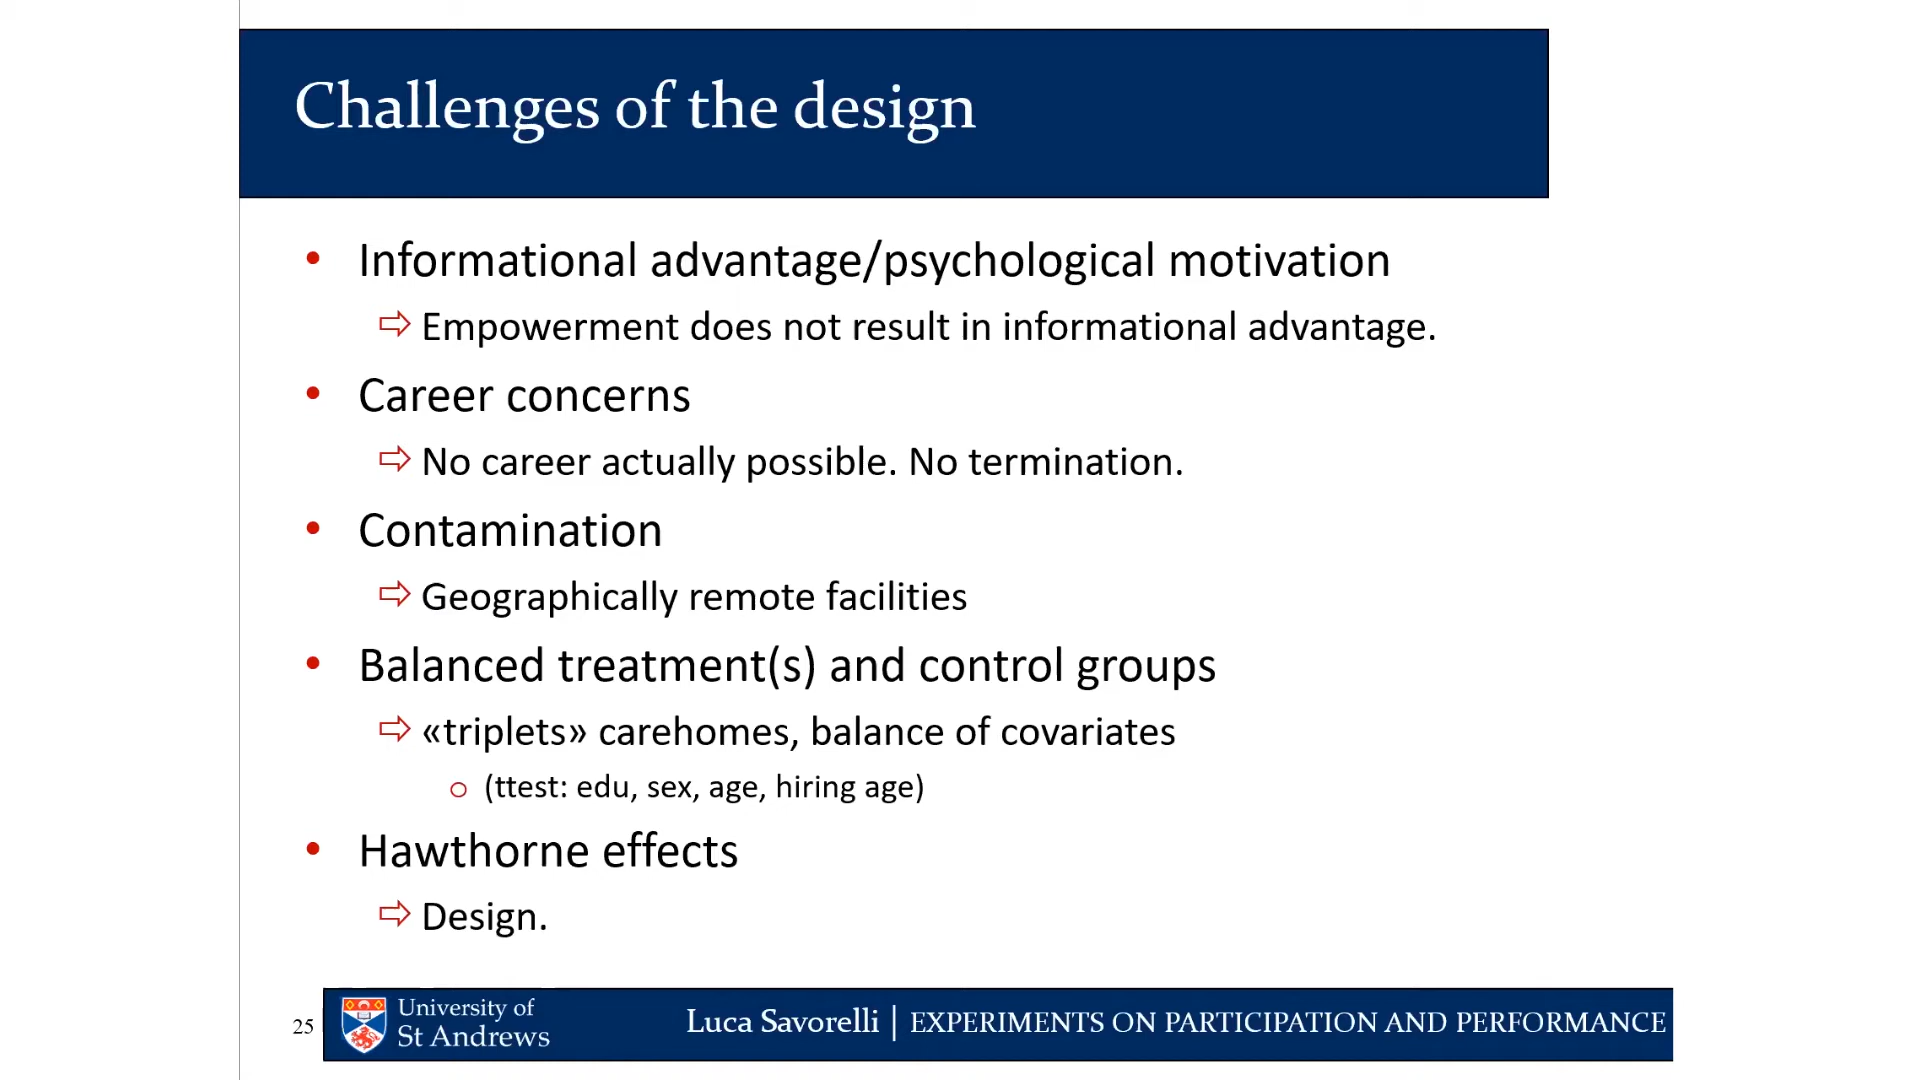 Challenges of the design
• Informational advantage/psychological motivation
⇨ Empowerment does not result in informational advantage.
• Career concerns
⇨ No career actually possible. No termination.
• Contamination
⇨ Geographically remote facilities
• Balanced treatment(s) and control groups
⇨ «triplets» carehomes, balance of covariates
o (ttest: edu, sex, age, hiring age)
• Hawthorne effects
⇨ Design.
25
University of
St Andrews
Luca Savorelli | EXPERIMENTS ON PARTICIPATION AND PERFORMANCE